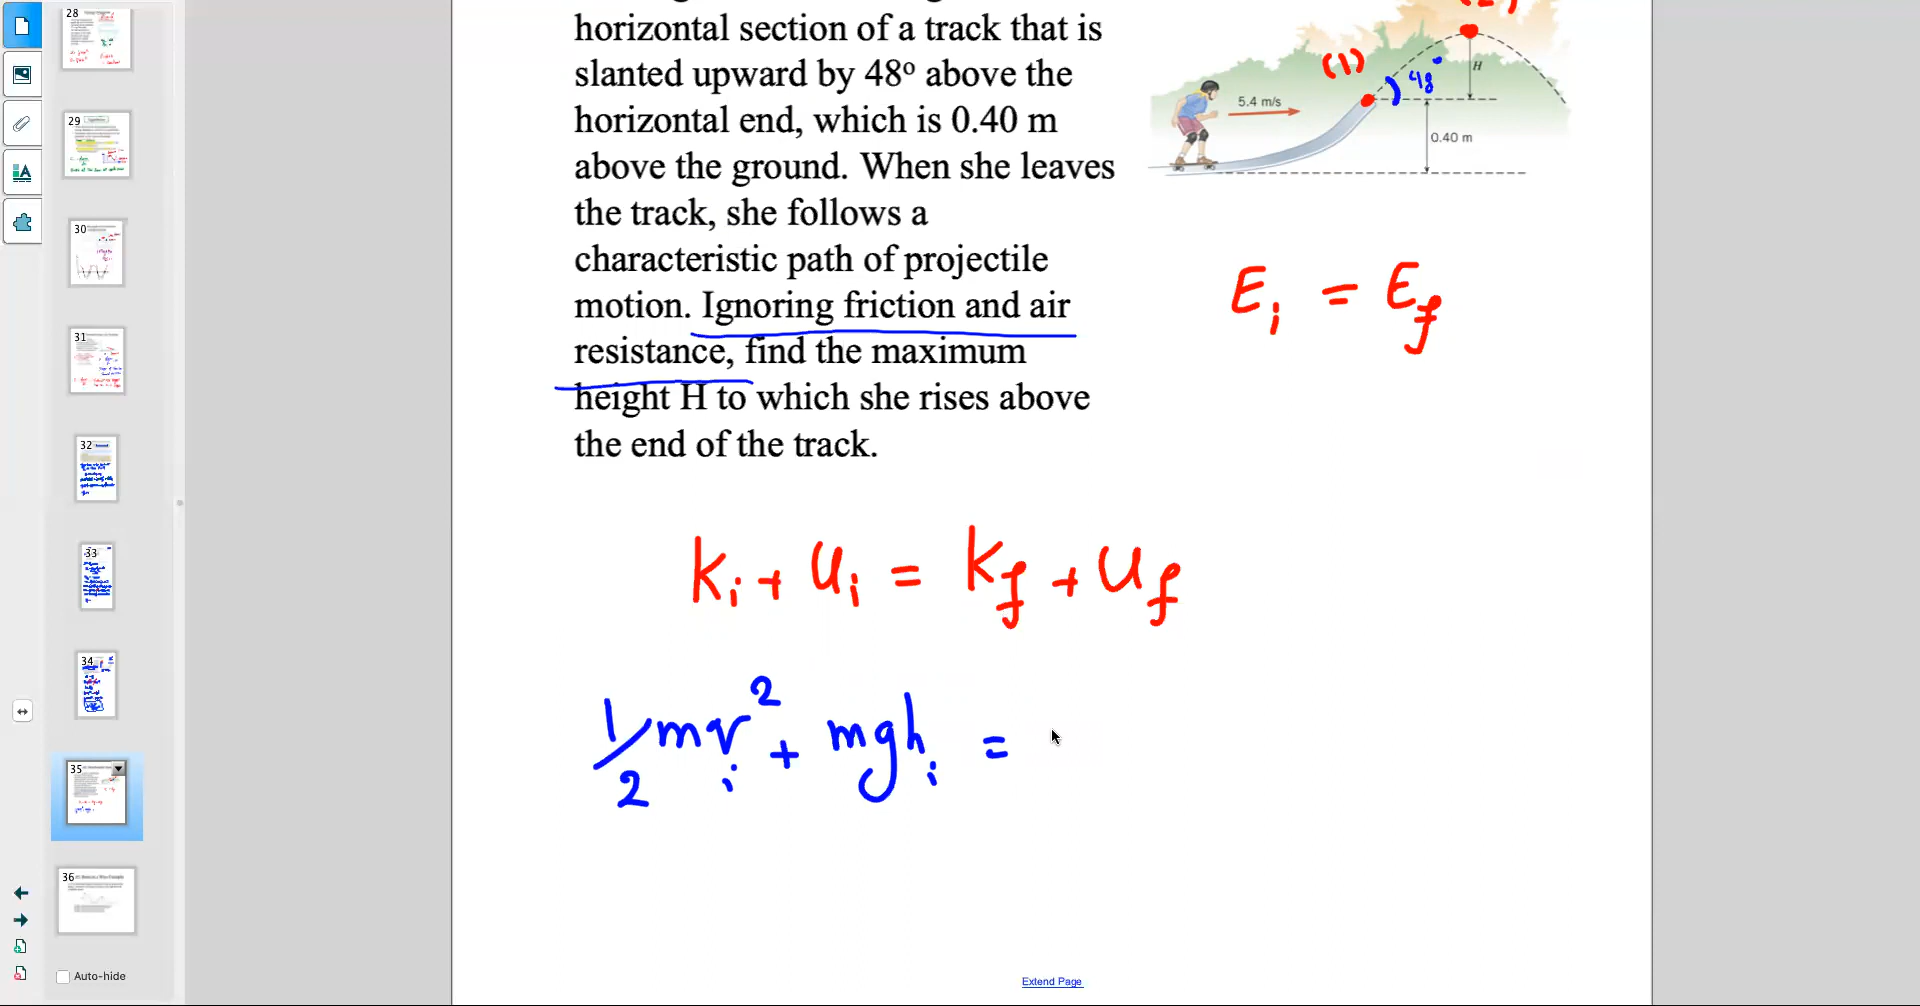 horizontal section of a track that is
slanted upward by 48º above the
horizontal end, which is 0.40 m
above the ground. When she leaves
the track, she follows a
characteristic path of projectile
motion. Ignoring friction and air
resistance, find the maximum
height H to which she rises above
the end of the track.
(1)
48°
H
5.4 m/s
0.40 m
Ei = Ef
Ki + Ui = Kf + Uf
1/2 mvi² + mghi =
28
29
30
31
32
33
34
35
36
Auto-hide
Extend Page